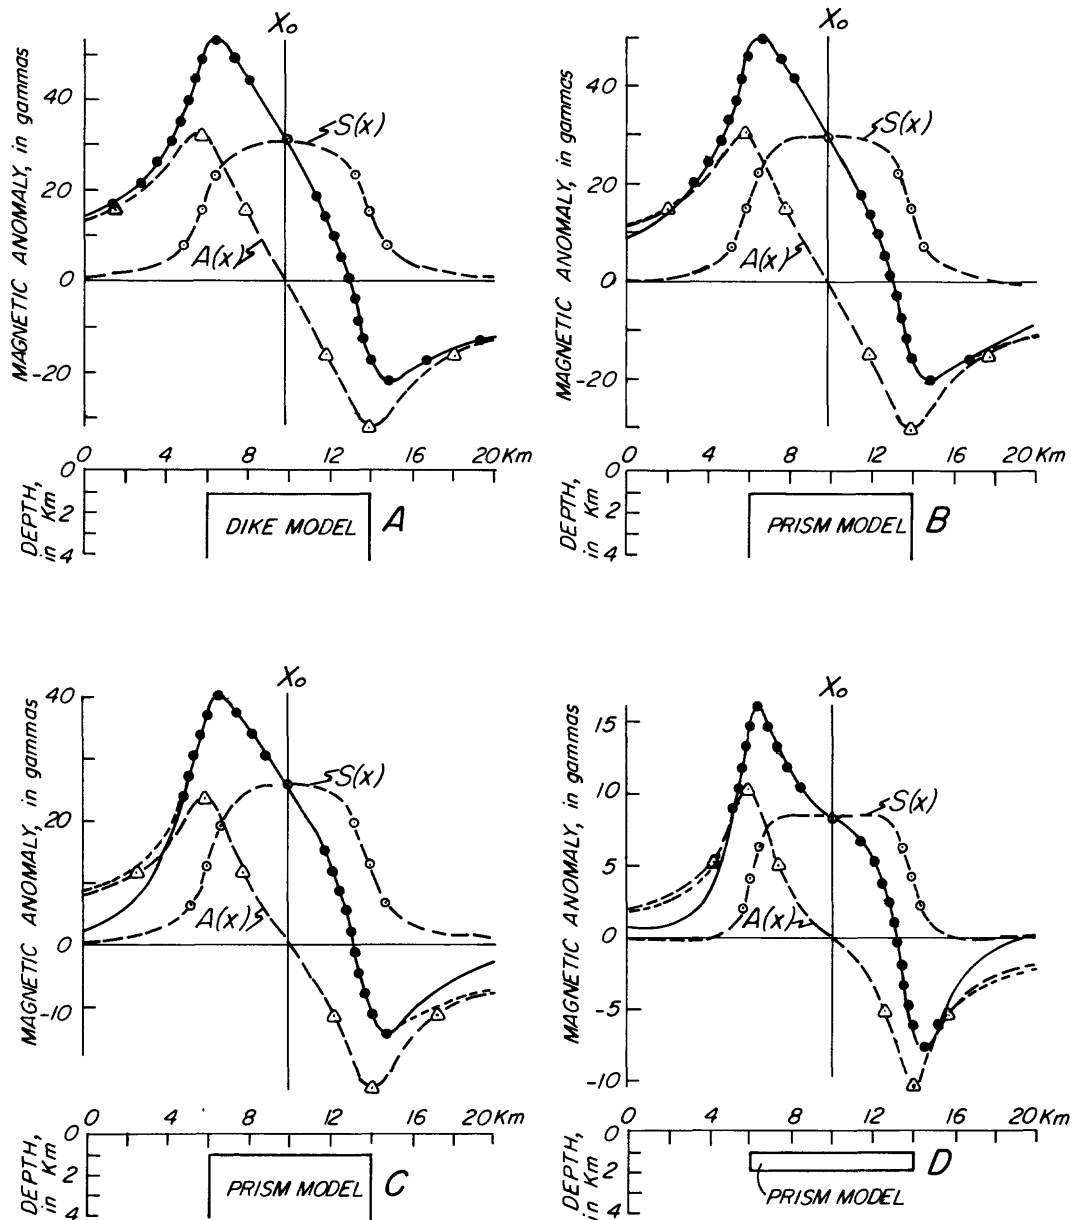 X₀
MAGNETIC ANOMALY, in gammas
40
20
0
-20
S(x)
A(x)
0 4 8 12 16 20 Km
DEPTH, in Km
0
2
4
DIKE MODEL
A
X₀
MAGNETIC ANOMALY, in gammas
40
20
0
-20
S(x)
A(x)
0 4 8 12 16 20 Km
DEPTH, in Km
0
2
4
PRISM MODEL
B
X₀
MAGNETIC ANOMALY, in gammas
40
20
0
-10
S(x)
A(x)
0 4 8 12 16 20 Km
DEPTH, in Km
0
2
4
PRISM MODEL
C
X₀
MAGNETIC ANOMALY, in gammas
15
10
5
0
-5
-10
S(x)
A(x)
0 4 8 12 16 20 Km
DEPTH, in Km
0
2
4
PRISM MODEL
D